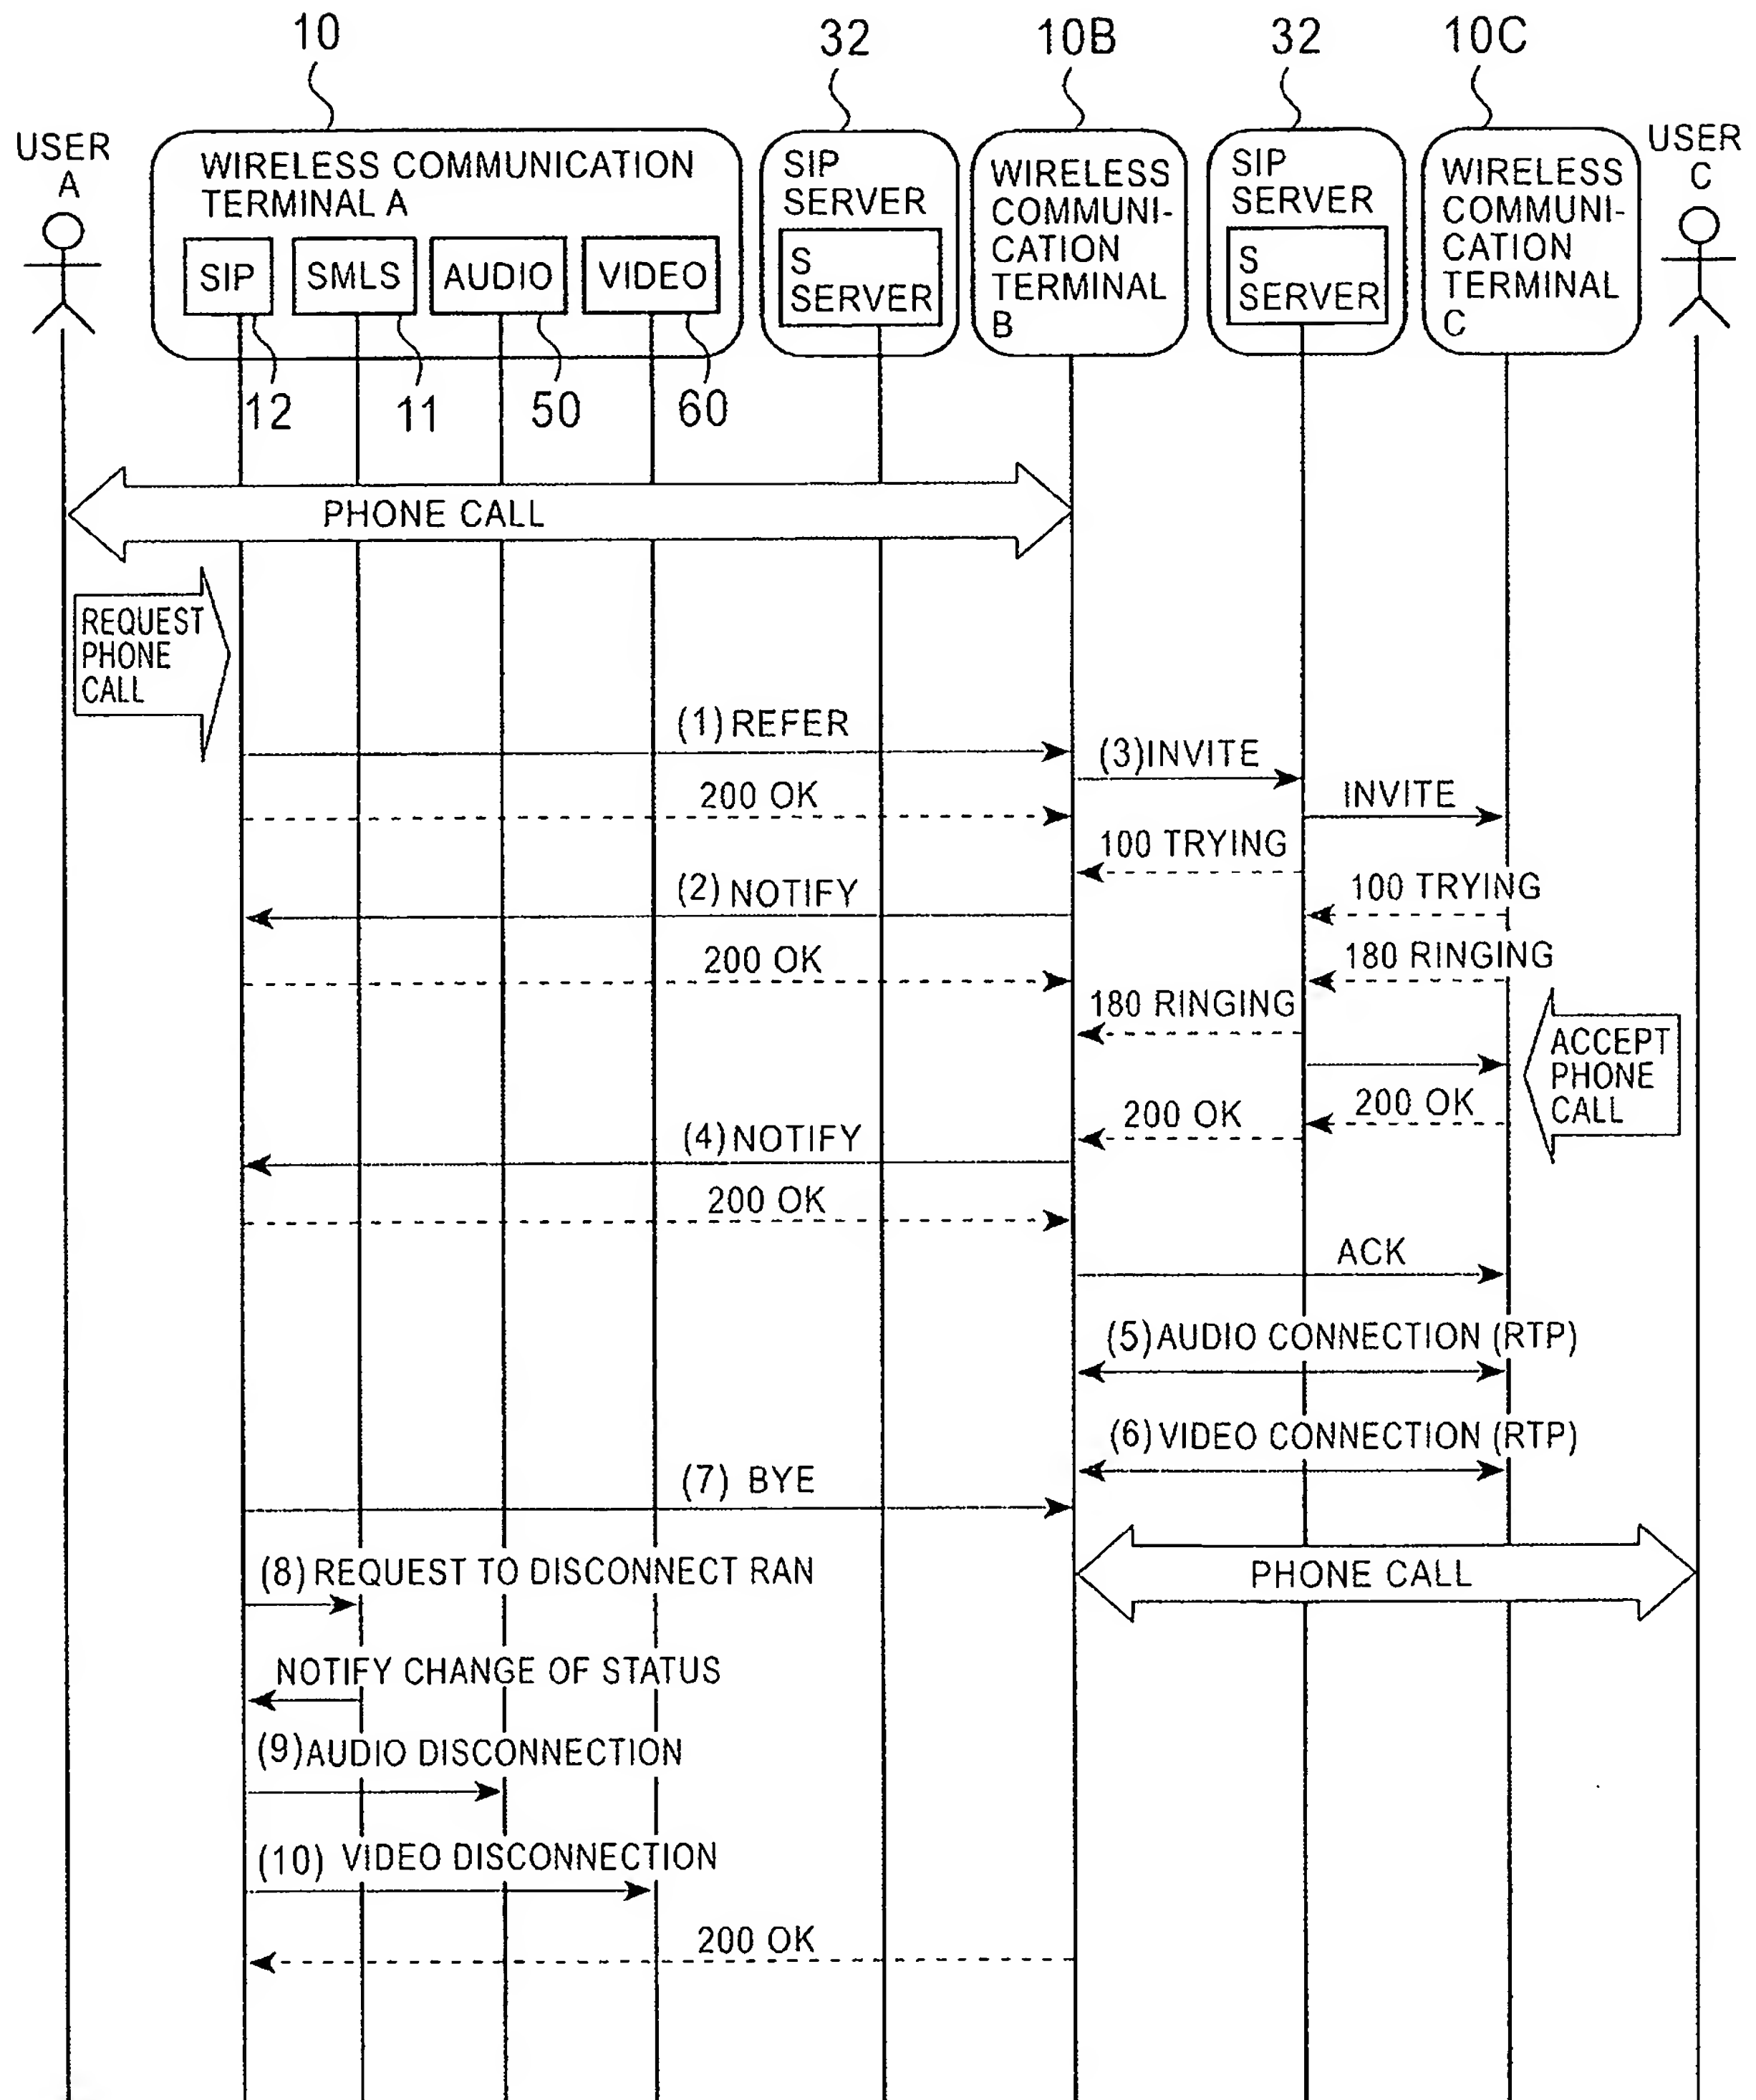 10
32
10B
32
10C
USER
A
WIRELESS COMMUNICATION
TERMINAL A
SIP
SMLS
AUDIO
VIDEO
SIP
SERVER
S
SERVER
WIRELESS
COMMUNI-
CATION
TERMINAL
B
SIP
SERVER
S
SERVER
WIRELESS
COMMUNI-
CATION
TERMINAL
C
USER
C
12
11
50
60
PHONE CALL
REQUEST
PHONE
CALL
(1) REFER
(3) INVITE
200 OK
INVITE
100 TRYING
(2) NOTIFY
100 TRYING
200 OK
180 RINGING
180 RINGING
ACCEPT
PHONE
CALL
200 OK
200 OK
(4) NOTIFY
200 OK
ACK
(5) AUDIO CONNECTION (RTP)
(6) VIDEO CONNECTION (RTP)
(7) BYE
(8) REQUEST TO DISCONNECT RAN
PHONE CALL
NOTIFY CHANGE OF STATUS
(9) AUDIO DISCONNECTION
(10) VIDEO DISCONNECTION
200 OK